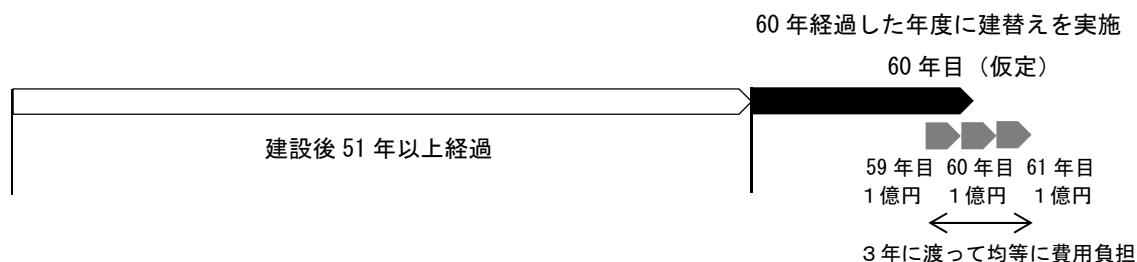 60 年経過した年度に建替えを実施
60 年目（仮定）
建設後 51 年以上経過
59 年目 60 年目 61 年目
１億円 １億円 １億円
３年に渡って均等に費用負担